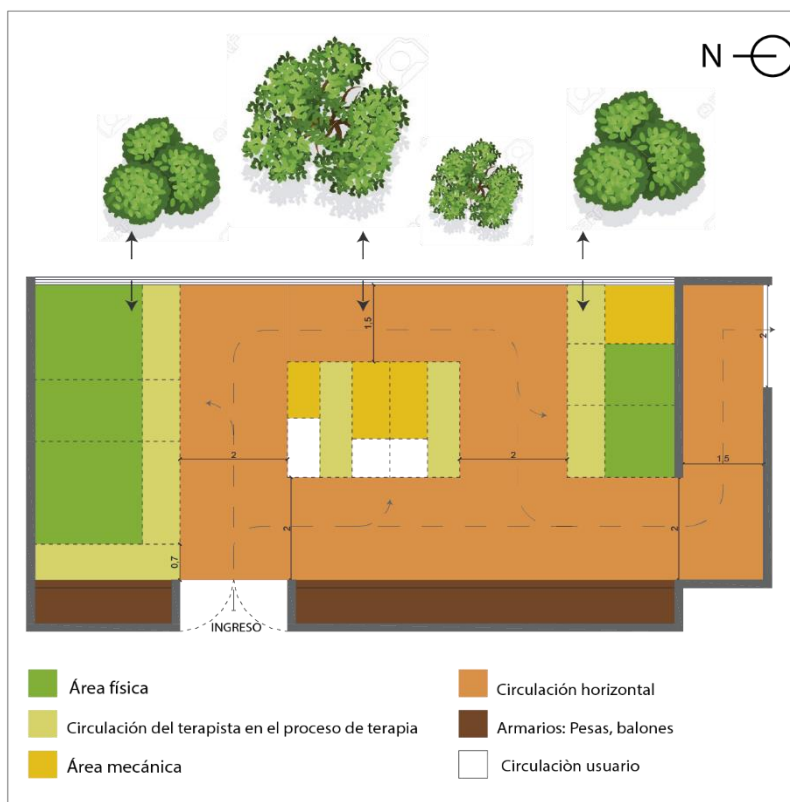 N
1,5
2
2
2
1,5
2
2
0,7
INGRESO
Área física
Circulación horizontal
Circulación del terapista en el proceso de terapia
Armarios: Pesas, balones
Área mecánica
Circulaciòn usuario